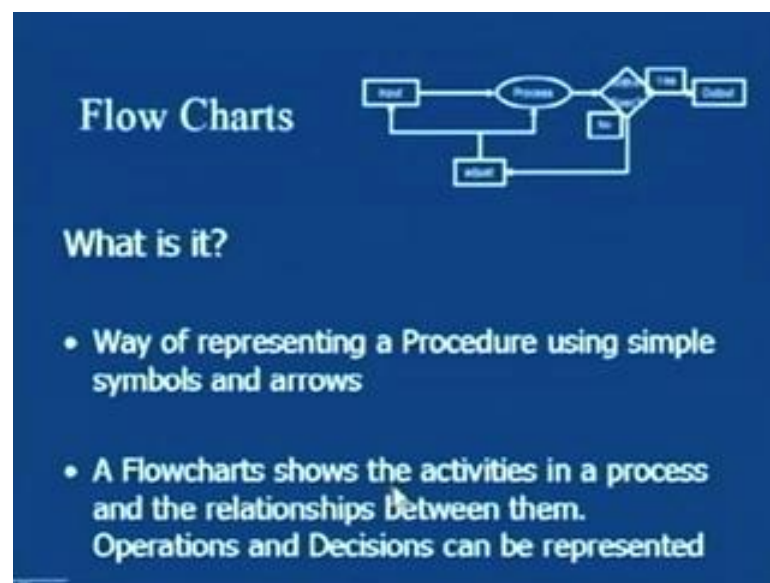 Flow Charts
Input
Process
Yes
Output
No
adjust
What is it?
• Way of representing a Procedure using simple
symbols and arrows
• A Flowcharts shows the activities in a process
and the relationships between them.
Operations and Decisions can be represented